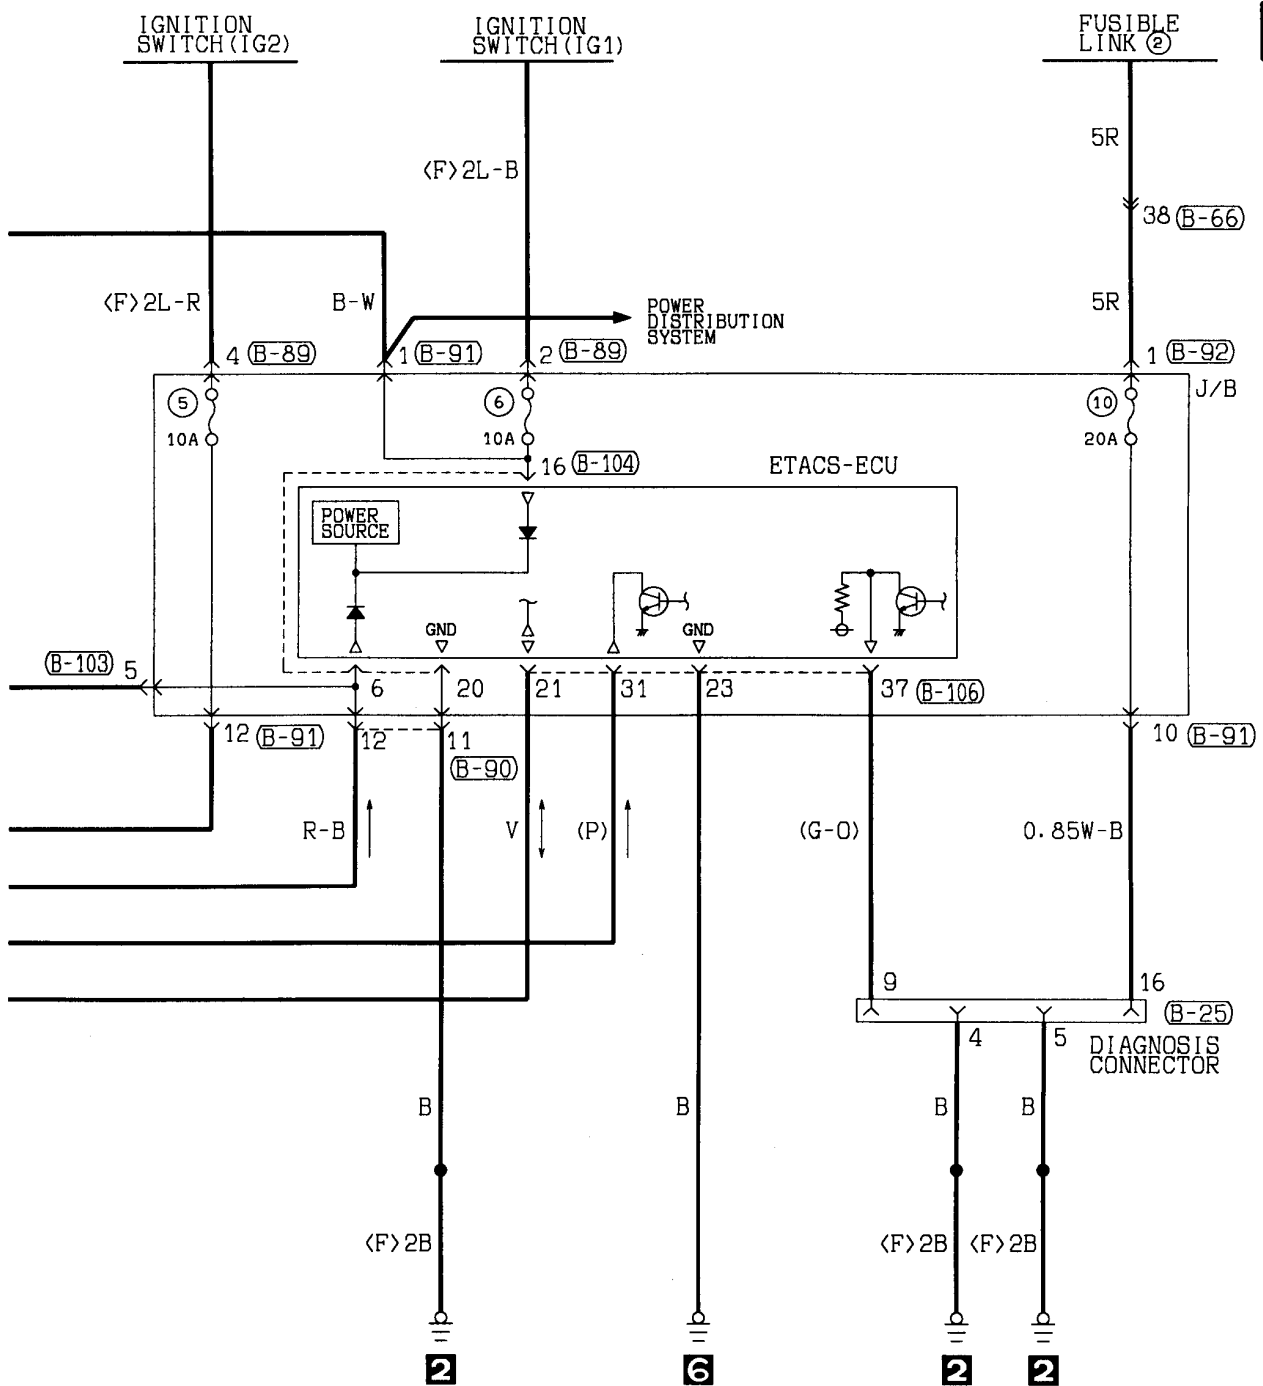 IGNITION
SWITCH(IG2)
IGNITION
SWITCH(IG1)
FUSIBLE
LINK ②
5R
<F>2L-B
38 (B-66)
<F>2L-R
B-W
POWER
DISTRIBUTION
SYSTEM
5R
4 (B-89)
1 (B-91)
2 (B-89)
1 (B-92)
J/B
⑤
10A
⑥
10A
⑩
20A
16 (B-104)
ETACS-ECU
POWER
SOURCE
GND
GND
(B-103) 5
6
20
21
31
23
37 (B-106)
12 (B-91)
12
11
(B-90)
10 (B-91)
R-B
V
(P)
(G-O)
0.85W-B
9
16
(B-25)
4
5
DIAGNOSIS
CONNECTOR
B
B
B
B
<F>2B
<F>2B
<F>2B
2
6
2
2